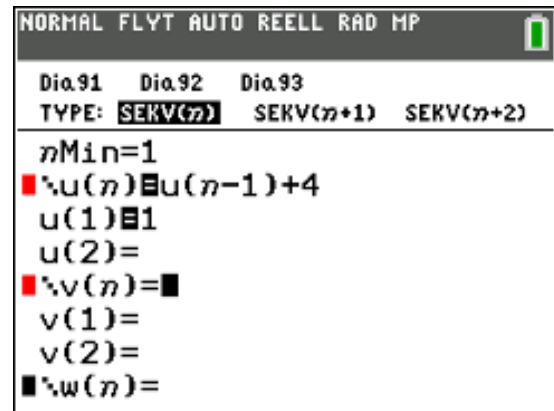 NORMAL FLYT AUTO REELL RAD MP
Dia.91 Dia.92 Dia.93
TYPE: SEKV(n) SEKV(n+1) SEKV(n+2)
nMin=1
\u(n)=u(n-1)+4
u(1)=1
u(2)=
\v(n)=
v(1)=
v(2)=
\w(n)=